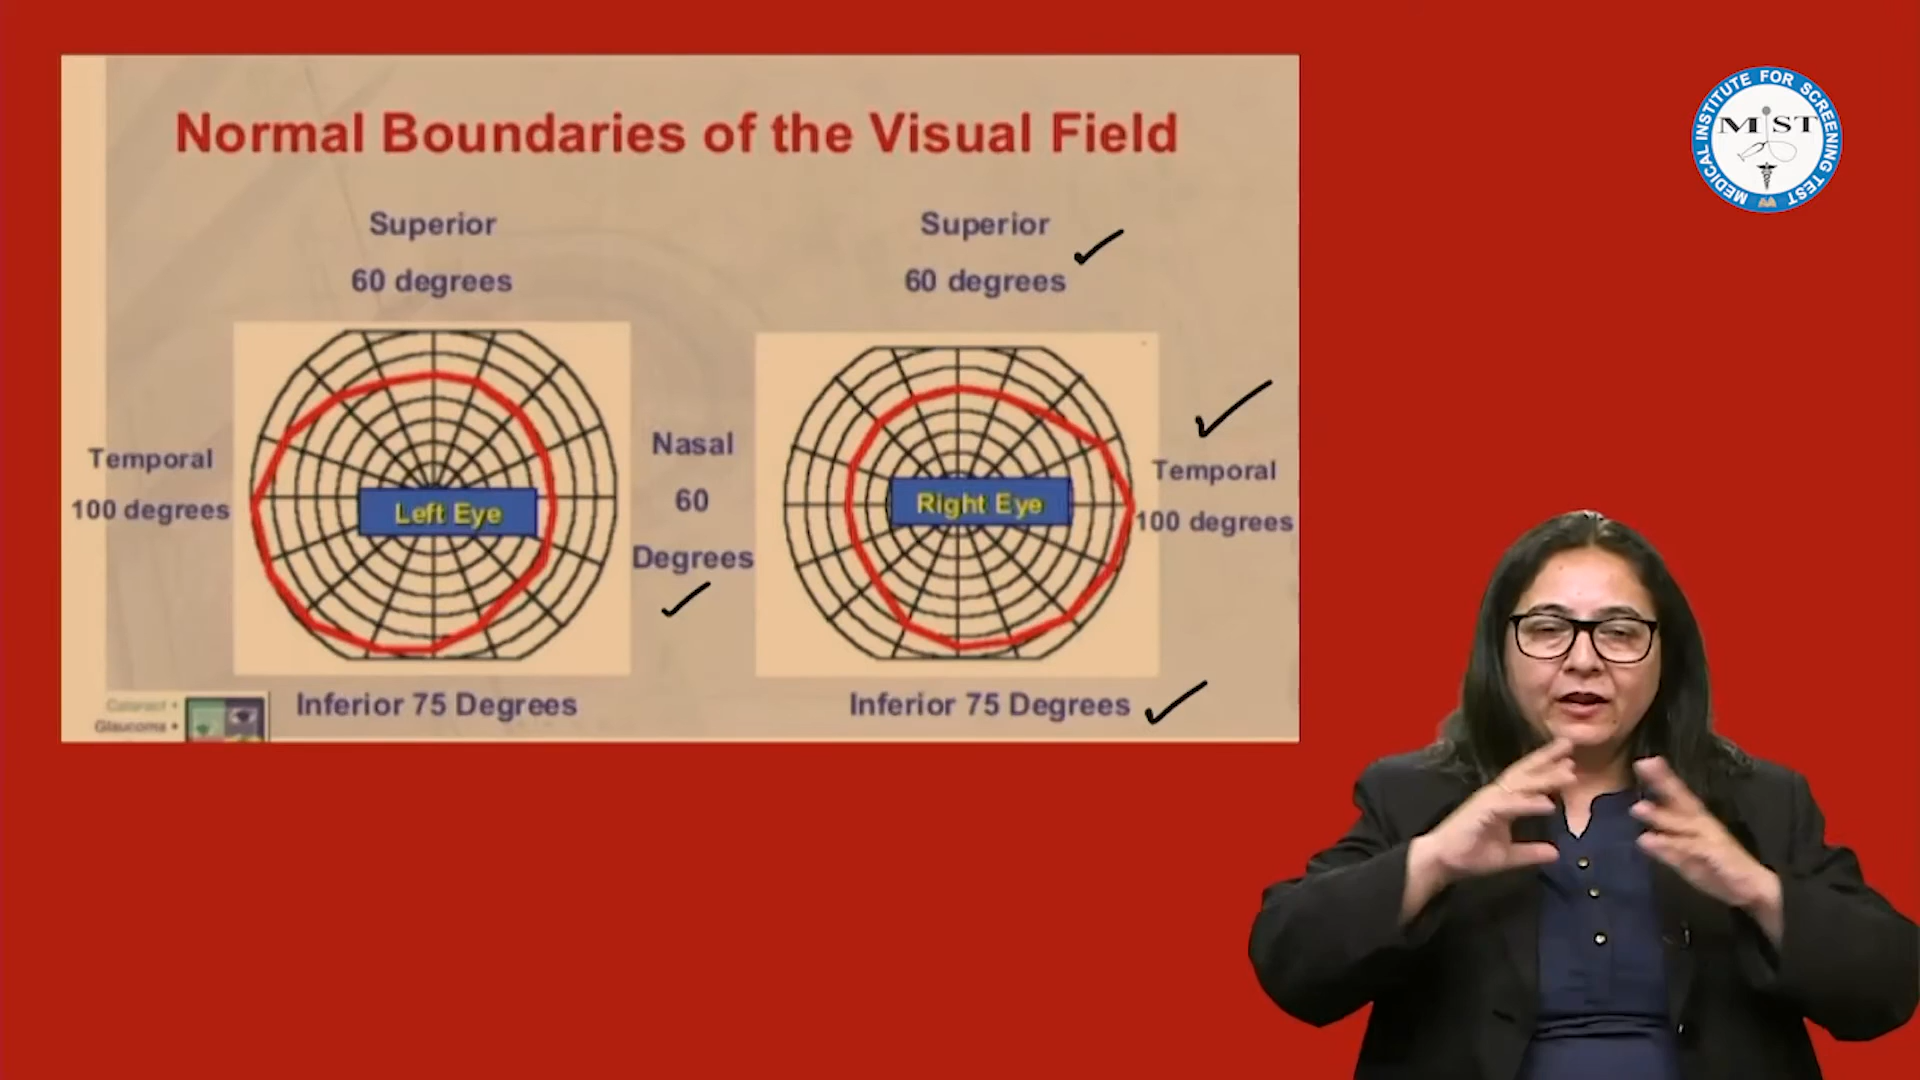 Normal Boundaries of the Visual Field
Superior
60 degrees
Superior
60 degrees
Temporal
100 degrees
Left Eye
Nasal
60
Degrees
Right Eye
Temporal
100 degrees
Inferior 75 Degrees
Inferior 75 Degrees
Cataract •
Glaucoma •
MEDICAL INSTITUTE FOR SCREENING TEST
MIST
AA